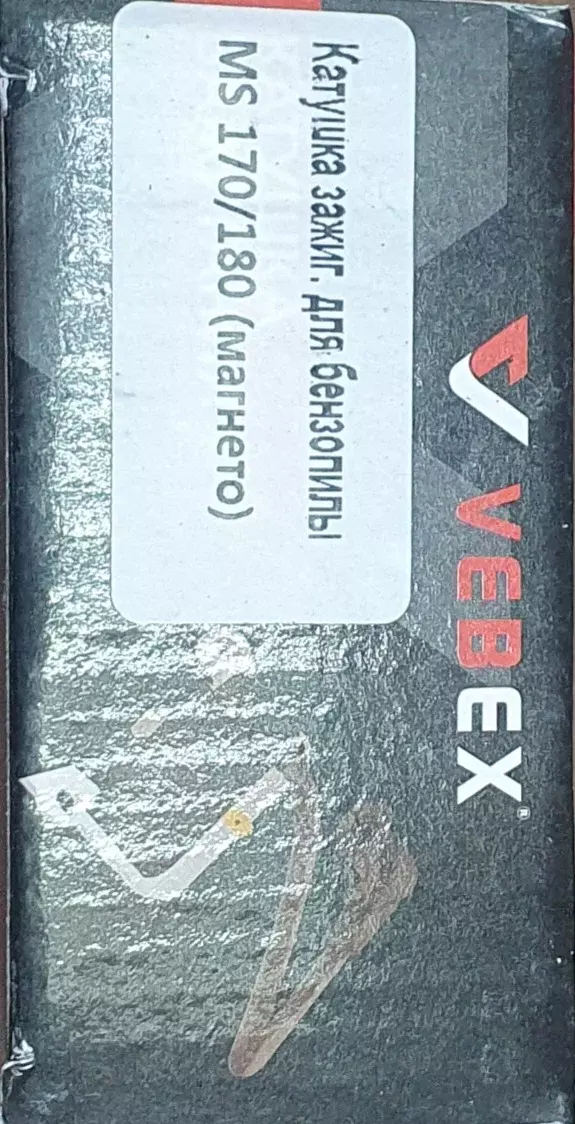 VEBEX®
Катушка зажиг. для бензопилы
MS 170/180 (магнето)